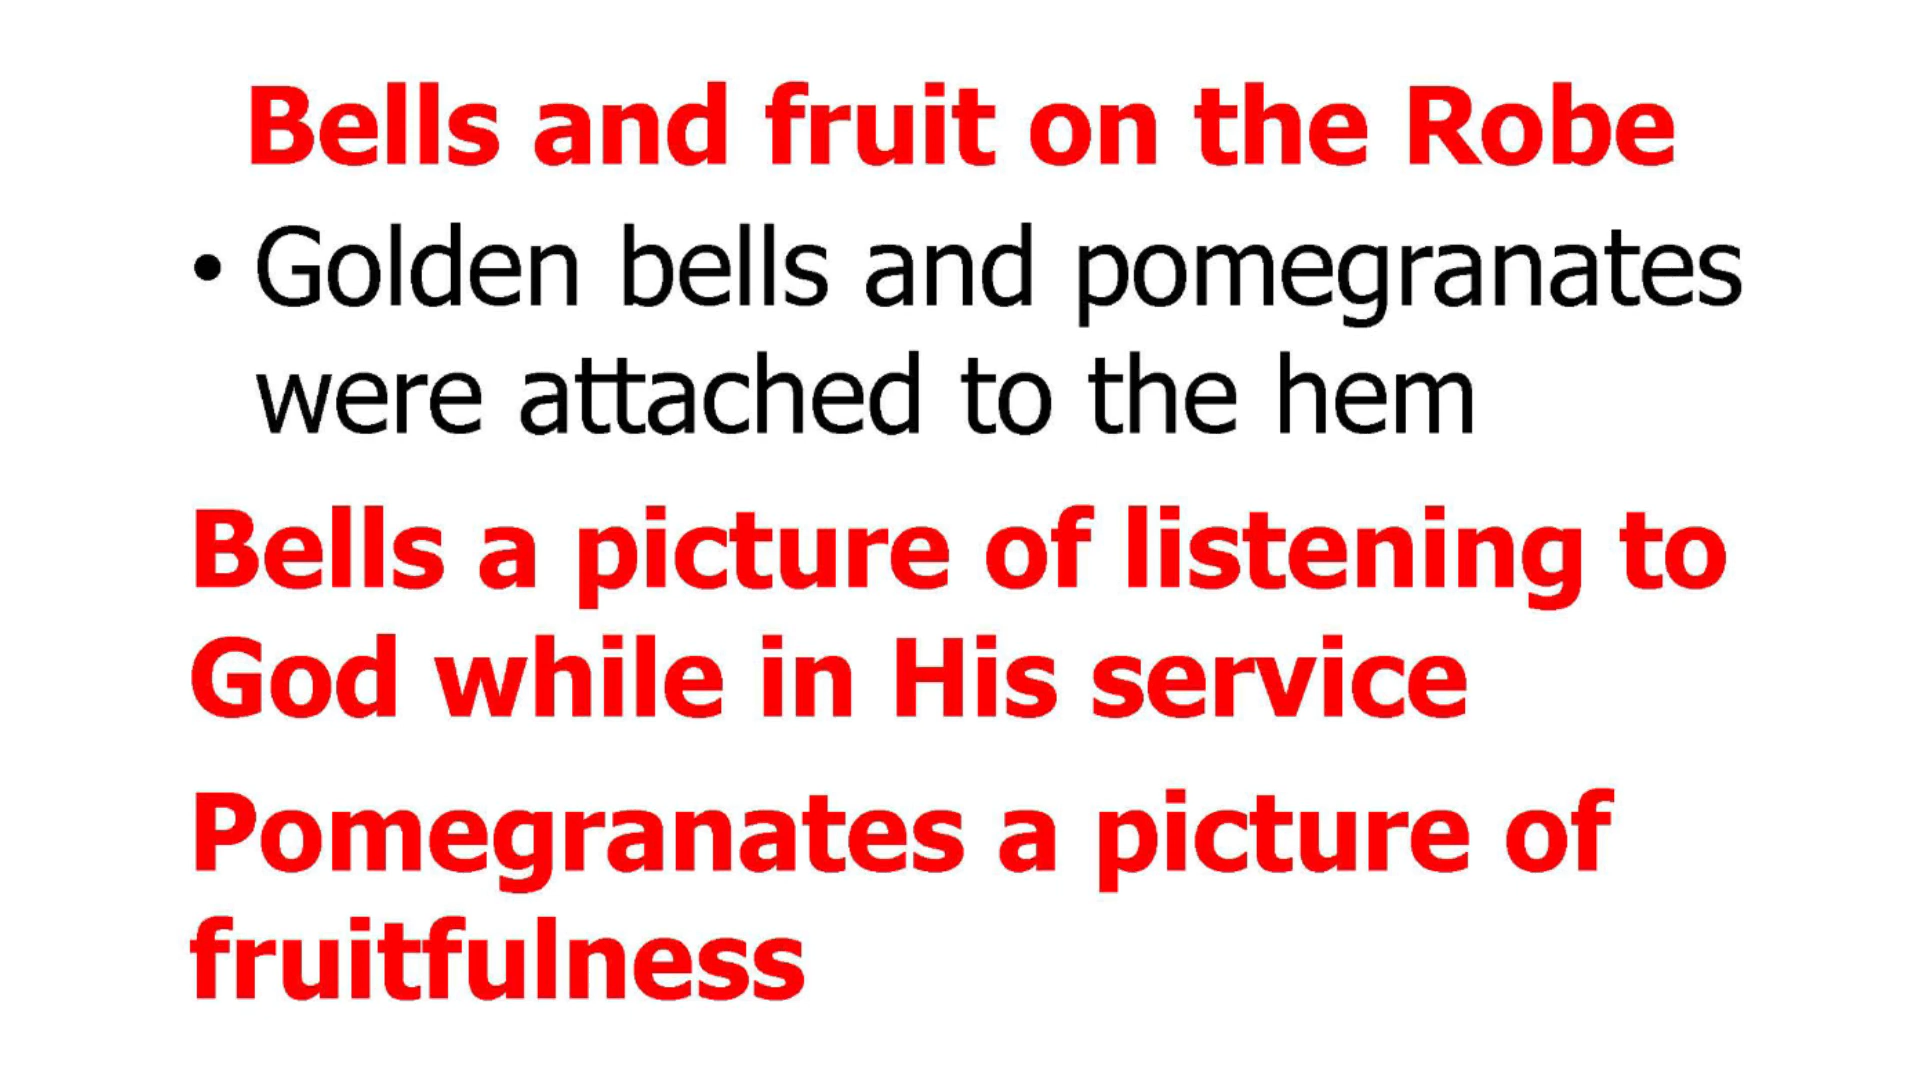 Bells and fruit on the Robe
• Golden bells and pomegranates
were attached to the hem
Bells a picture of listening to
God while in His service
Pomegranates a picture of
fruitfulness